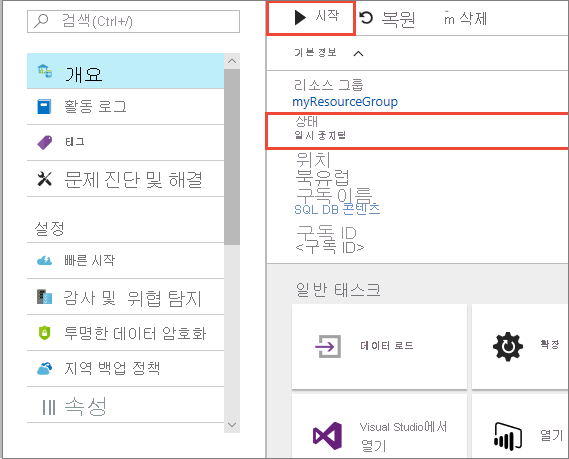 검색(Ctrl+/)
개요
활동 로그
태그
문제 진단 및 해결
설정
빠른 시작
감사 및 위협 탐지
투명한 데이터 암호화
지역 백업 정책
속성
시작 복원 삭제
기본 정보
리소스 그룹
myResourceGroup
상태
일시 중지됨
위치
북유럽
구독 이름
SQL DB 콘텐츠
구독 ID
<구독 ID>
일반 태스크
데이터 로드
확장
Visual Studio에서
열기
열기